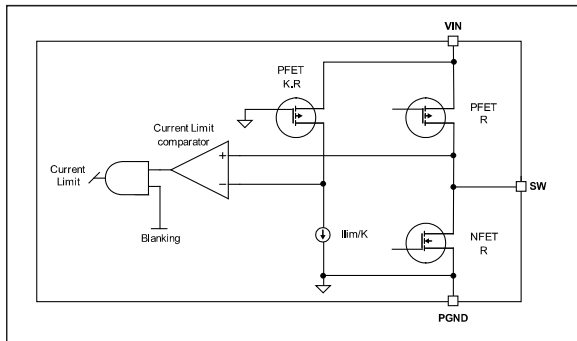 VIN
PFET
K.R
PFET
R
Current Limit
comparator
+
−
Current
Limit
Blanking
Ilim/K
SW
NFET
R
PGND